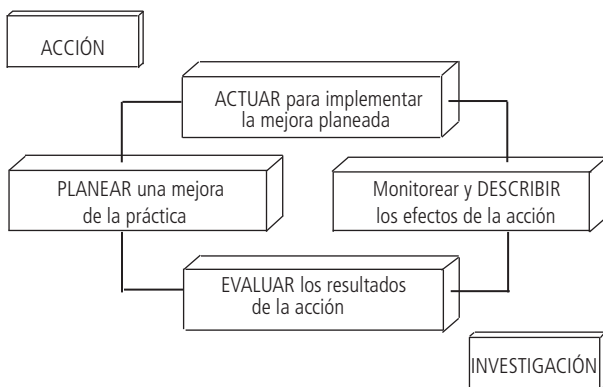 ACCIÓN
ACTUAR para implementar
la mejora planeada
PLANEAR una mejora
de la práctica
Monitorear y DESCRIBIR
los efectos de la acción
EVALUAR los resultados
de la acción
INVESTIGACIÓN